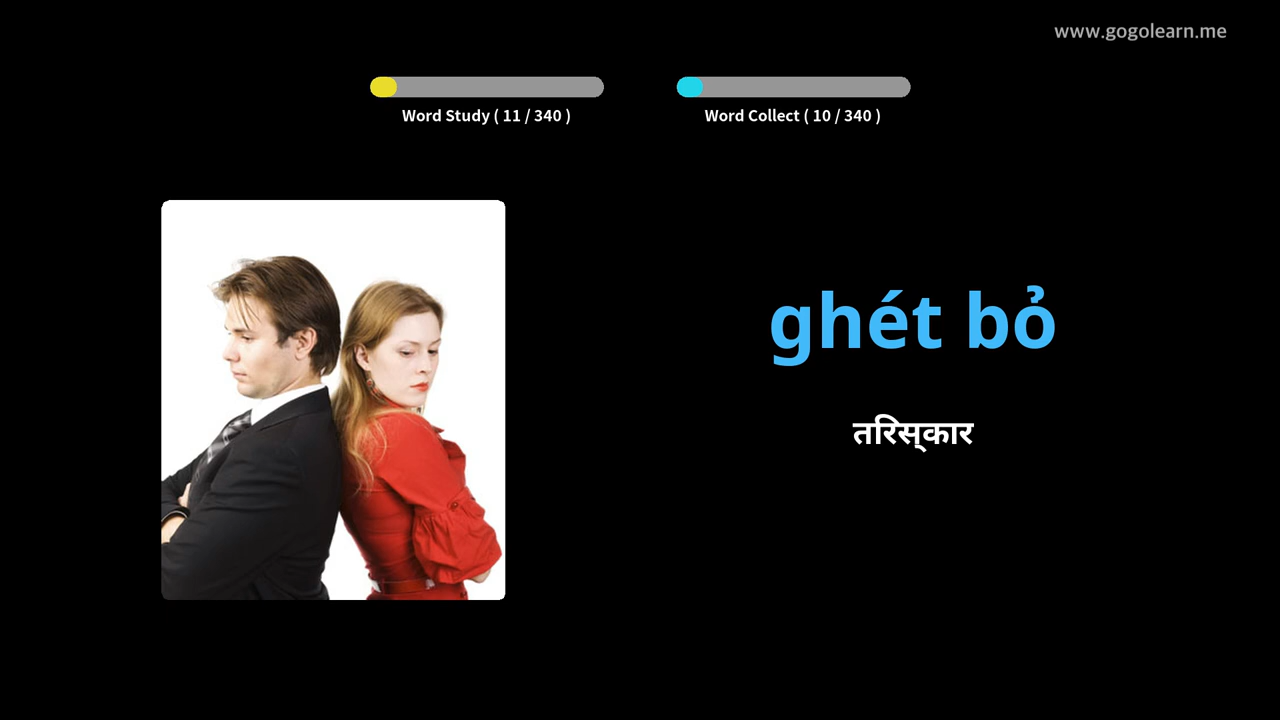 www.gogolearn.me
Word Study ( 11 / 340 )
Word Collect ( 10 / 340 )
ghét bỏ
तरिस्कार